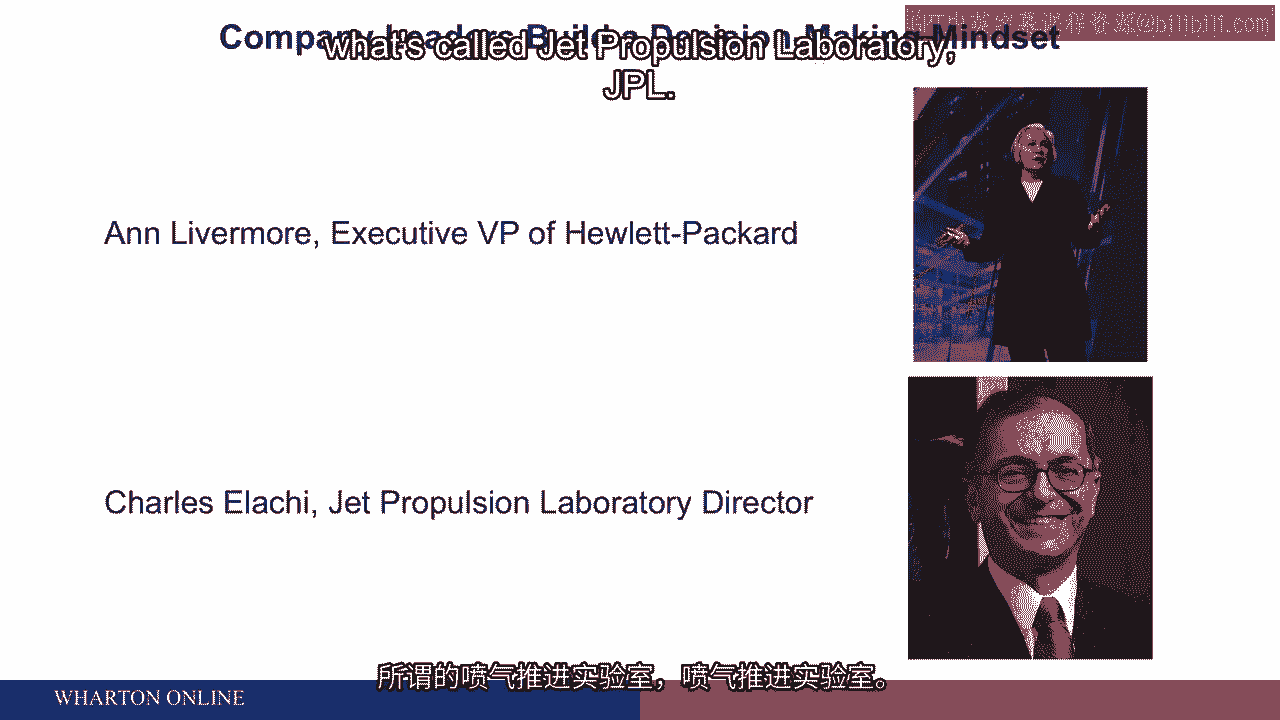 Company Leaders Build a Decision Making Mindset
what's called Jet Propulsion Laboratory,
JPL.
Ann Livermore, Executive VP of Hewlett-Packard
Charles Elachi, Jet Propulsion Laboratory Director
所谓的喷气推进实验室，喷气推进实验室。
WHARTON ONLINE